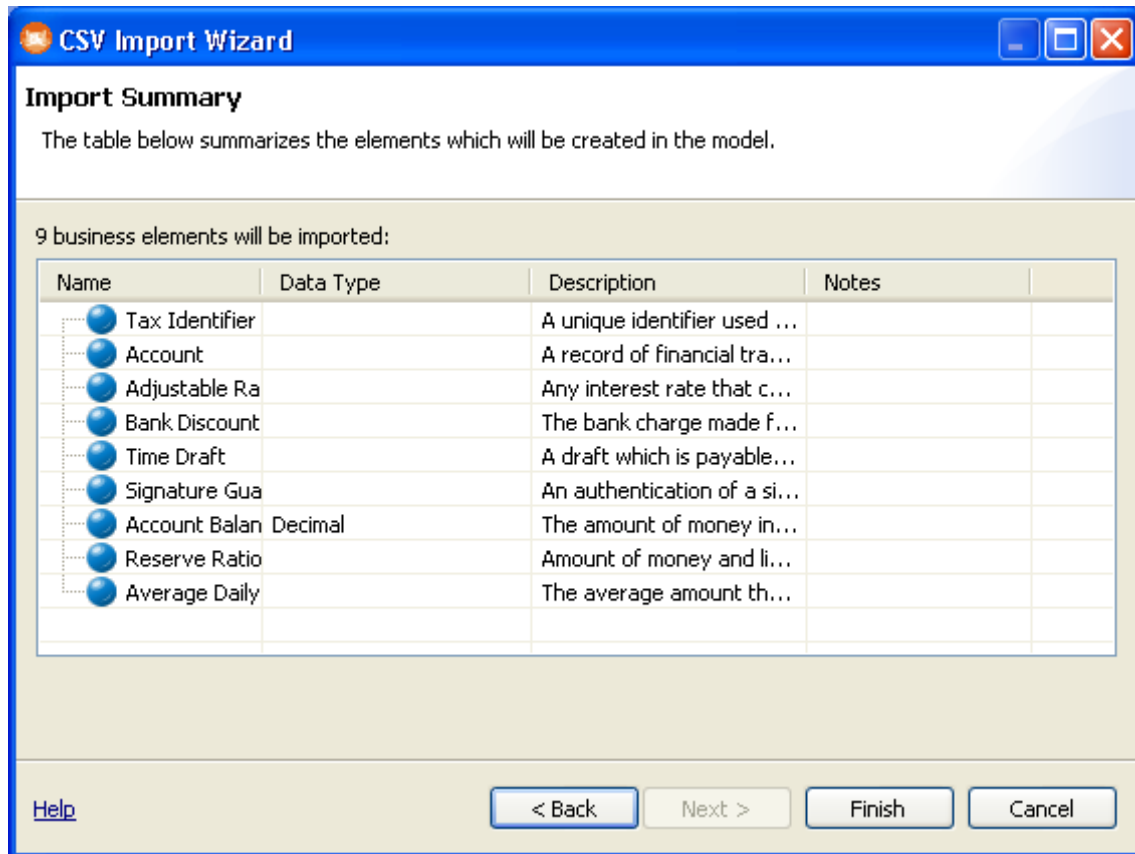 CSV Import Wizard
Import Summary
The table below summarizes the elements which will be created in the model.
9 business elements will be imported:
Name Data Type Description Notes
Tax Identifier A unique identifier used ...
Account A record of financial tra...
Adjustable Ra Any interest rate that c...
Bank Discount The bank charge made f...
Time Draft A draft which is payable...
Signature Gua An authentication of a si...
Account Balan Decimal The amount of money in...
Reserve Ratio Amount of money and li...
Average Daily The average amount th...
Help < Back Next > Finish Cancel